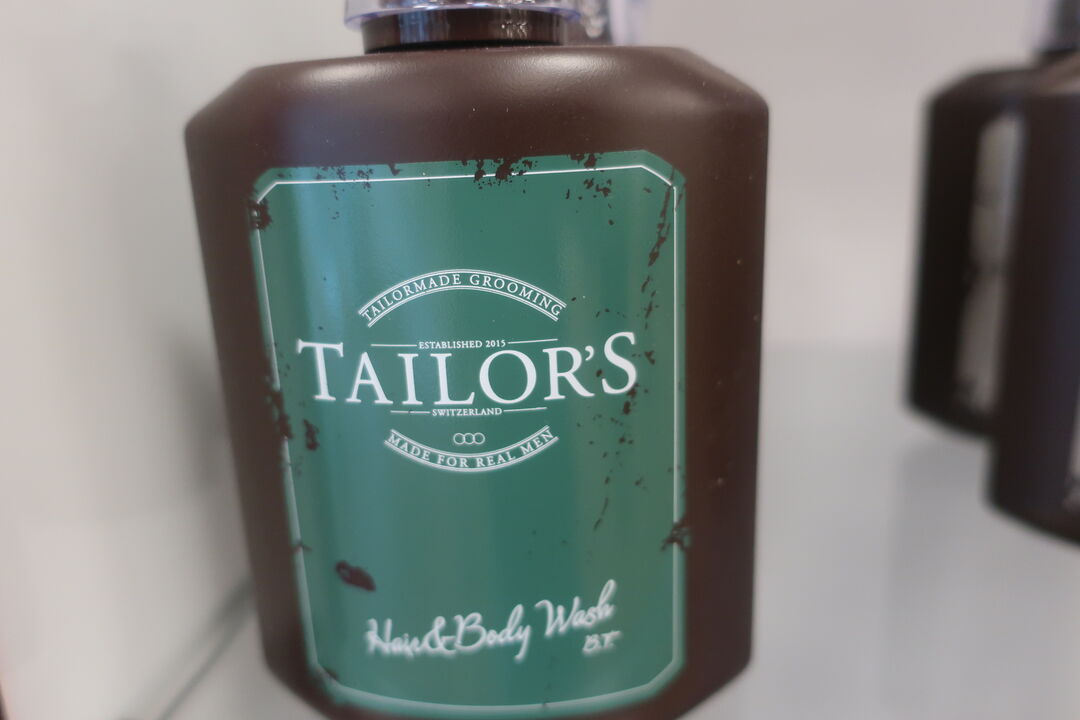 TAILORMADE GROOMING
ESTABLISHED 2015
TAILOR'S
SWITZERLAND
MADE FOR REAL MEN
Hair&Body Wash
B.T.